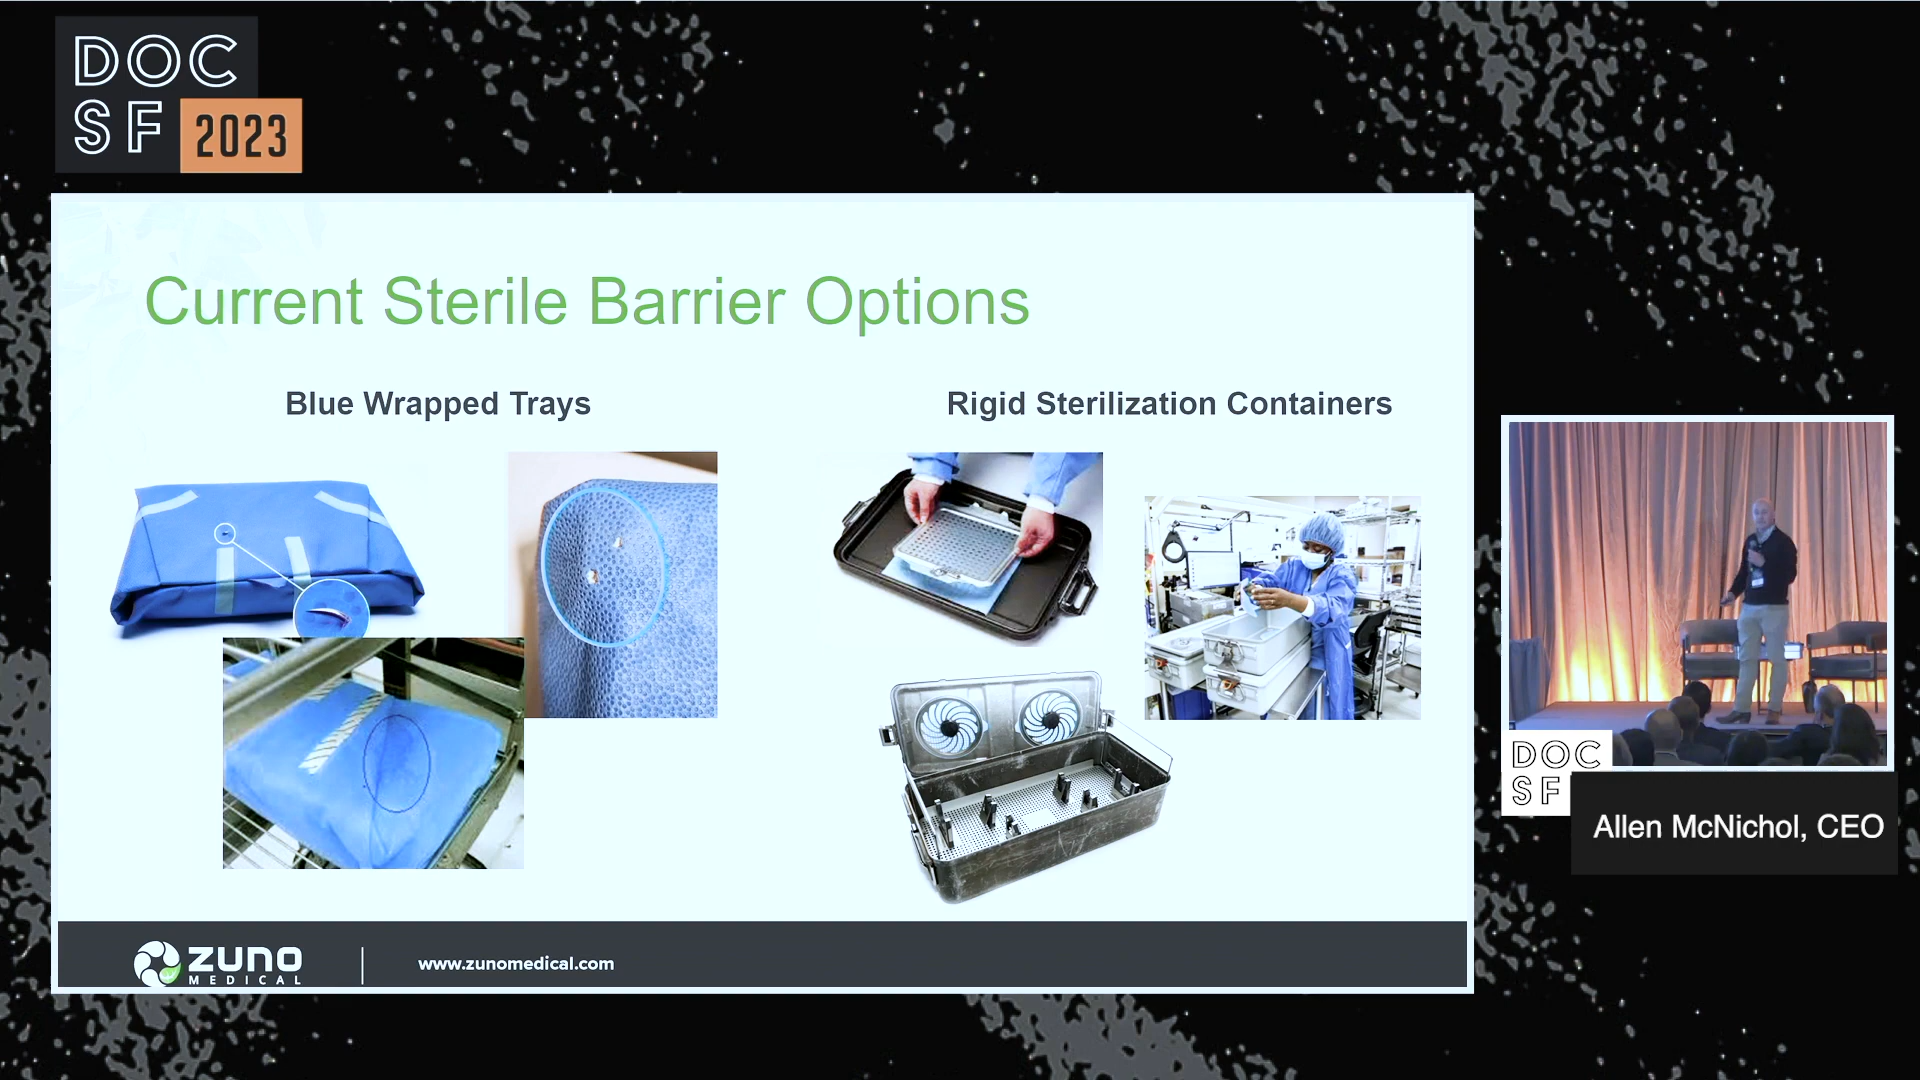 DOC
SF 2023
Current Sterile Barrier Options
Blue Wrapped Trays
Rigid Sterilization Containers
ZUNO
MEDICAL
www.zunomedical.com
DOC
SF
Allen McNichol, CEO